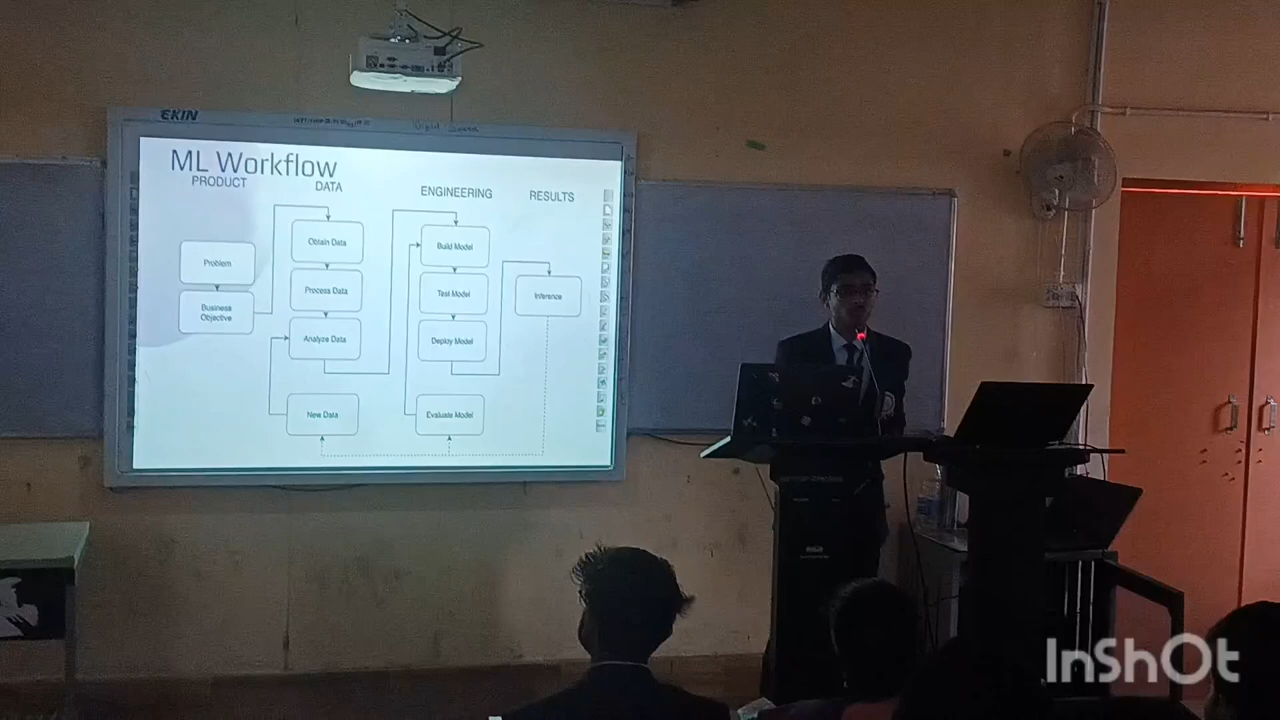 EKIN
ML Workflow
PRODUCT
DATA
ENGINEERING
RESULTS
Problem
Business
Objective
Obtain Data
Process Data
Analyze Data
New Data
Build Model
Test Model
Deploy Model
Evaluate Model
Inference
InShOt